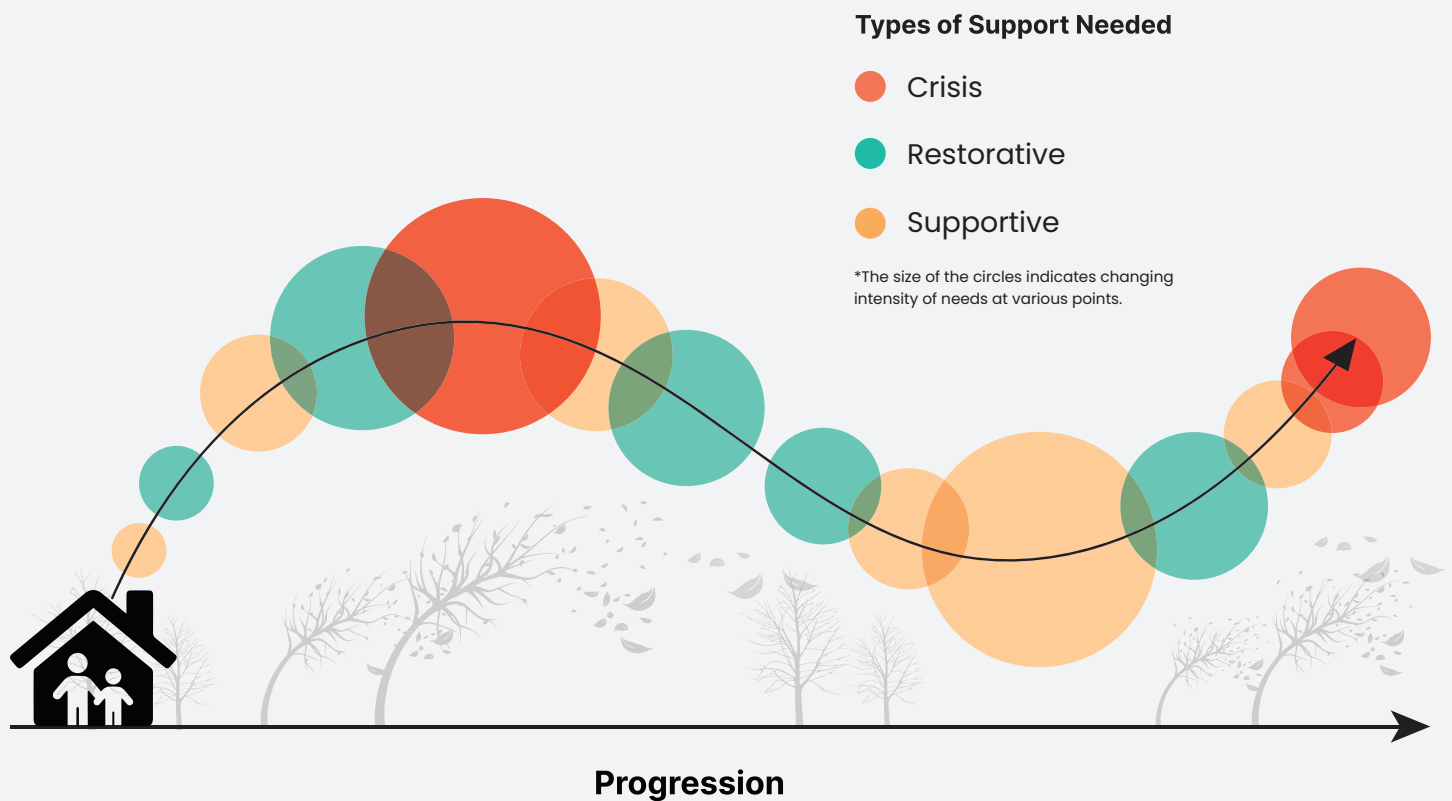 Types of Support Needed
Crisis
Restorative
Supportive
*The size of the circles indicates changing
intensity of needs at various points.
Progression